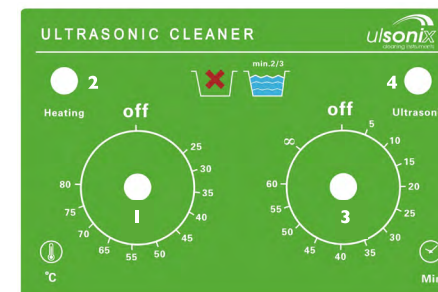 ULTRASONIC CLEANER
ulsonix
cleaning instruments
min.2/3
2
4
Heating
Ultrason
off
off
25
30
35
40
45
50
55
65
70
75
80
1
∞
5
10
15
20
25
30
35
40
45
50
55
60
3
°C
Min